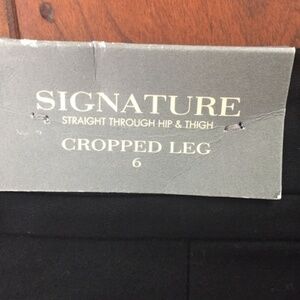 SIGNATURE
STRAIGHT THROUGH HIP & THIGH
CROPPED LEG
6